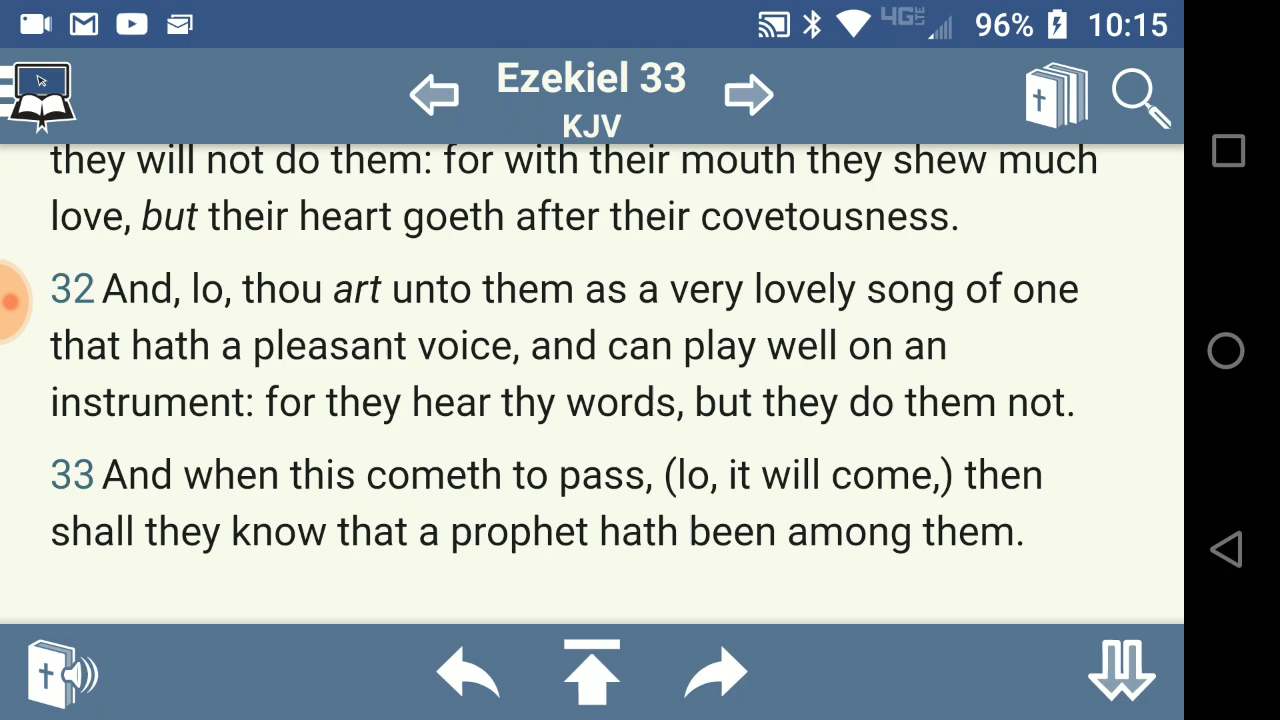 4G LTE 96% 10:15
Ezekiel 33
KJV
they will not do them: for with their mouth they shew much
love, but their heart goeth after their covetousness.
32 And, lo, thou art unto them as a very lovely song of one
that hath a pleasant voice, and can play well on an
instrument: for they hear thy words, but they do them not.
33 And when this cometh to pass, (lo, it will come,) then
shall they know that a prophet hath been among them.